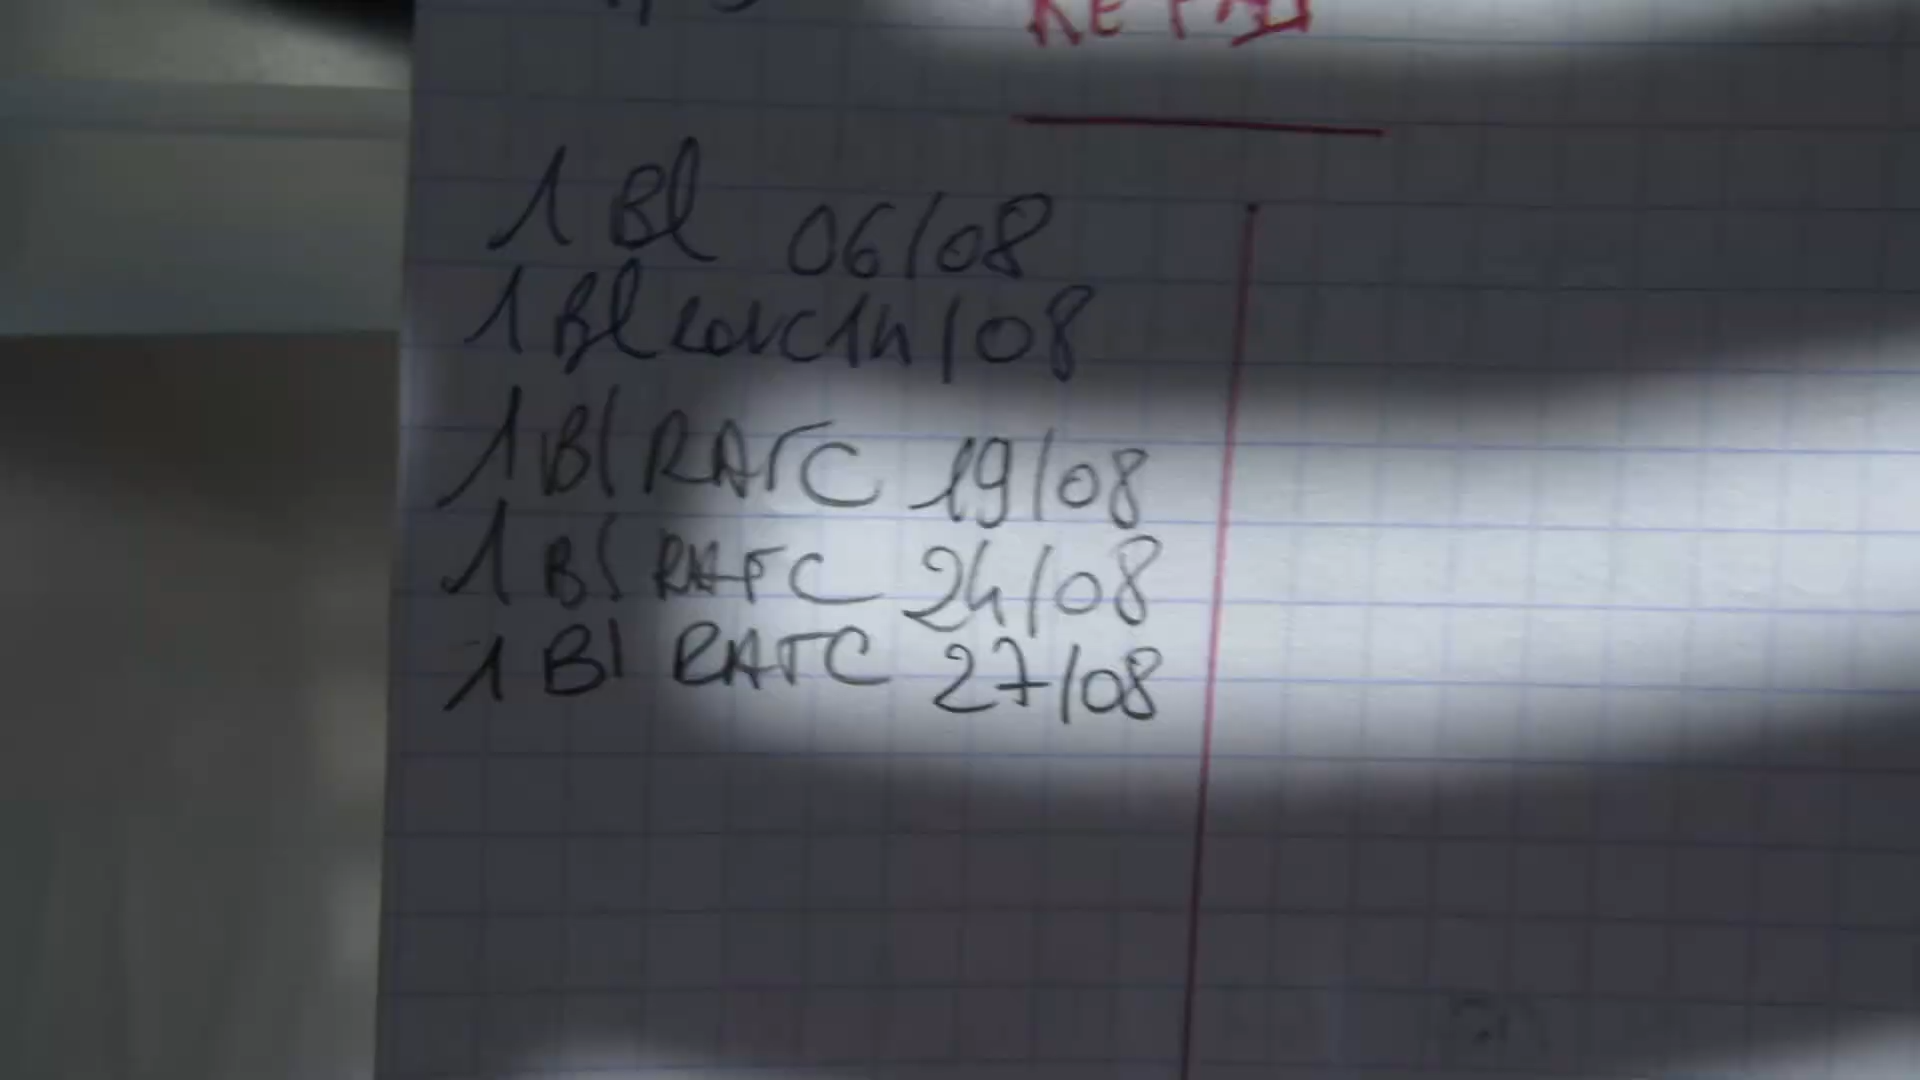 1 Bl 06/08
1 Bl 14/08
1 Bl RATC 19/08
1 Bl RATC 24/08
1 Bl RATC 27/08